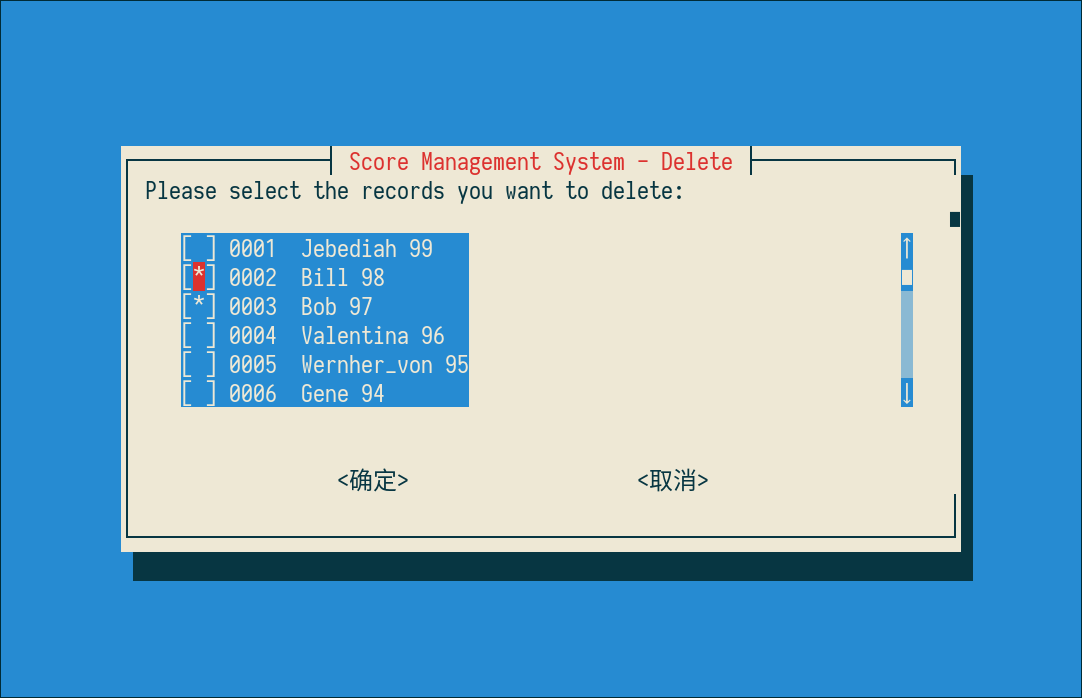 Score Management System - Delete
Please select the records you want to delete:
[ ] 0001  Jebediah 99
[*] 0002  Bill 98
[*] 0003  Bob 97
[ ] 0004  Valentina 96
[ ] 0005  Wernher_von 95
[ ] 0006  Gene 94
<确定> <取消>